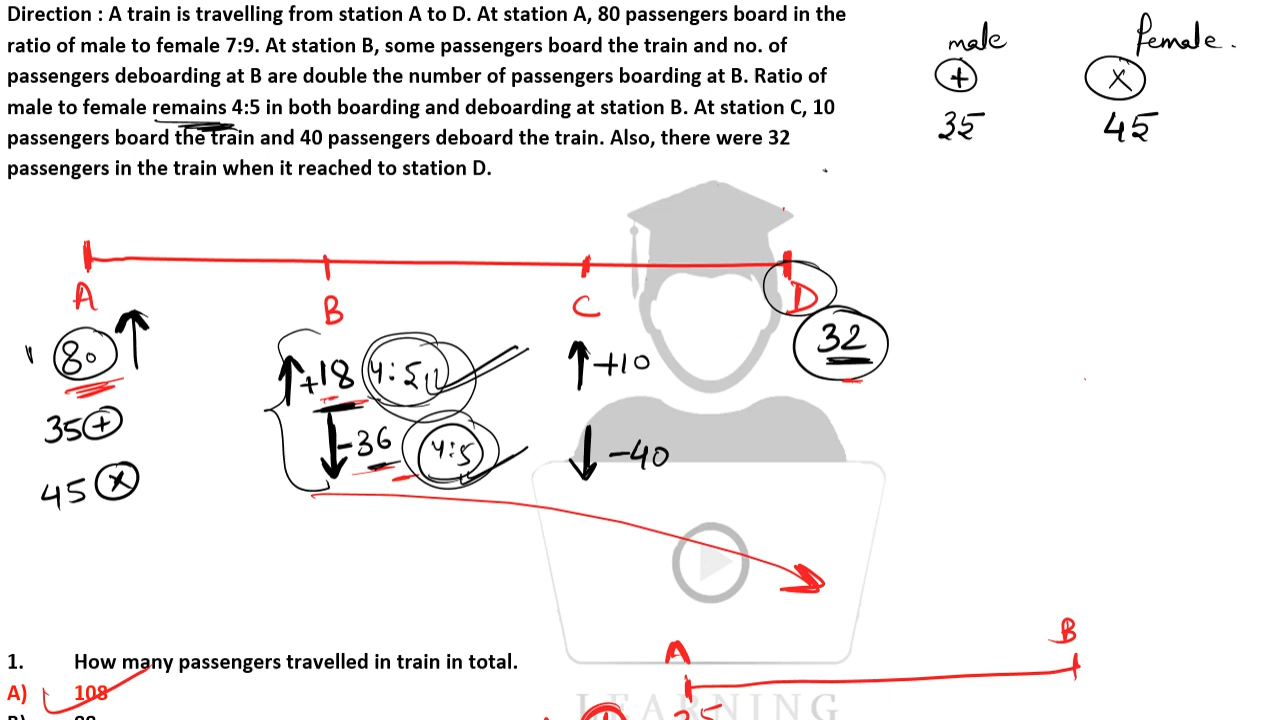 Direction : A train is travelling from station A to D. At station A, 80 passengers board in the
ratio of male to female 7:9. At station B, some passengers board the train and no. of
passengers deboarding at B are double the number of passengers boarding at B. Ratio of
male to female remains 4:5 in both boarding and deboarding at station B. At station C, 10
passengers board the train and 40 passengers deboard the train. Also, there were 32
passengers in the train when it reached to station D.
male female.
+ ×
35 45
A B C D
80 +18 4:5 +10 32
35 + -36 4:5 -40
45 ×
A B
1. How many passengers travelled in train in total.
A) 108
LEARNING
35